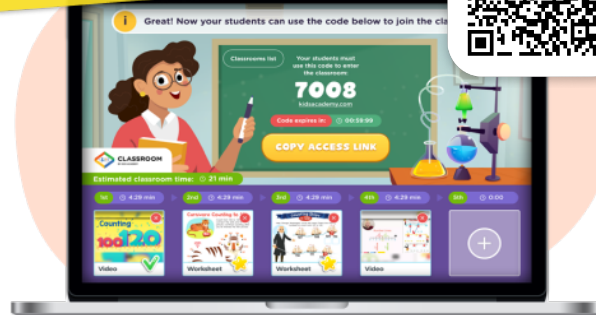 i Great! Now your students can use the code below to join the cla
Classrooms list
Your students must
use this code to enter
the classroom
7008
kidsacademy.com
Code expires in: 00:59:99
COPY ACCESS LINK
CLASSROOM
Estimated classroom time: 21 min
1st 4:29 min
2nd 4:29 min
3rd 4:29 min
4th 4:29 min
5th 0:00
Counting
100 120
Video
Carnivore Counting
Worksheet
Worksheet
Video